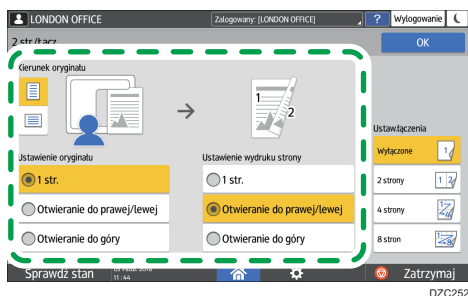 LONDON OFFICE
Zalogowany: [LONDON OFFICE]
?
Wylogowanie
2 str./Łącz
OK
Kierunek oryginału
1
2
Ustaw.łączenia
Ustawienie oryginału
Ustawienie wydruku strony
Wyłączone
1
1 str.
1 str.
2 strony
1 2
Otwieranie do prawej/lewej
Otwieranie do prawej/lewej
4 strony
Otwieranie do góry
Otwieranie do góry
8 stron
Sprawdź stan
11:44
Zatrzymaj
DZC252